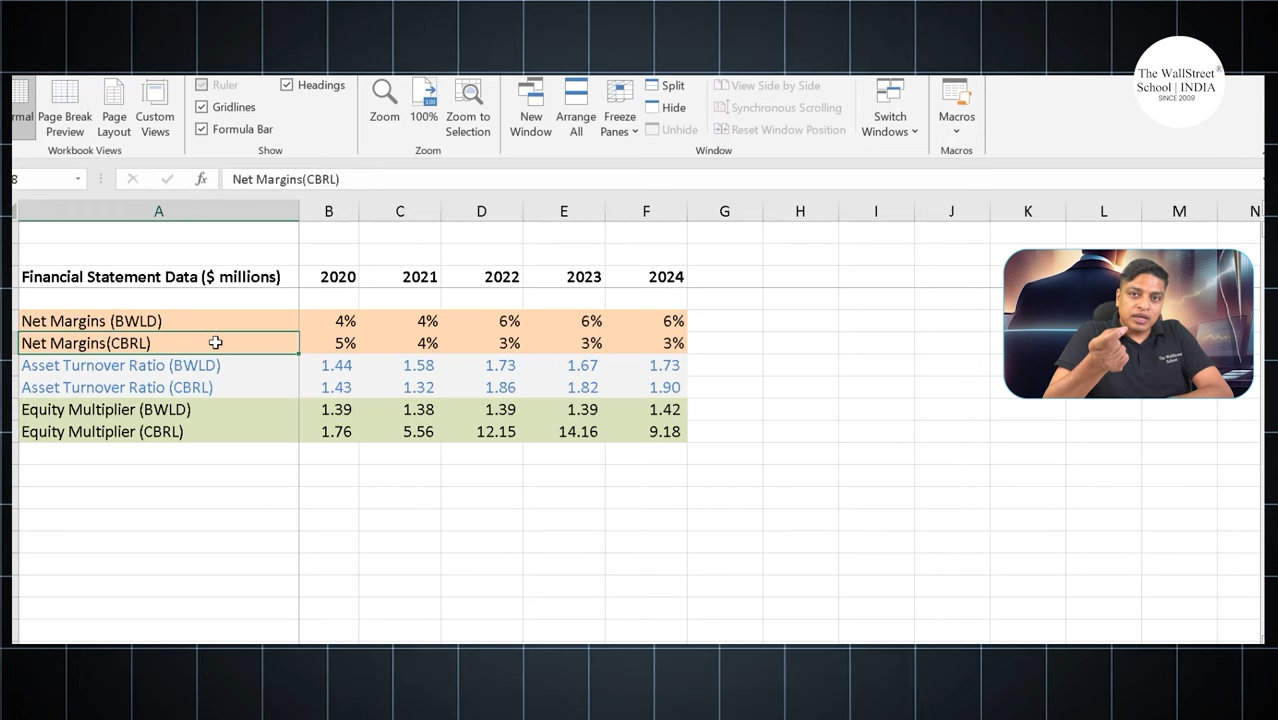 The WallStreet®
School | INDIA
SINCE 2009
Ruler
Headings
Gridlines
Formula Bar
Page Break Preview
Page Layout
Custom Views
Workbook Views
Show
Zoom
100%
Zoom to Selection
Zoom
New Window
Arrange All
Freeze Panes
Split
Hide
Unhide
View Side by Side
Synchronous Scrolling
Reset Window Position
Switch Windows
Window
Macros
Macros
8 fx Net Margins(CBRL)
A B C D E F G H I J K L M N
Financial Statement Data ($ millions) 2020 2021 2022 2023 2024
Net Margins (BWLD) 4% 4% 6% 6% 6%
Net Margins(CBRL) 5% 4% 3% 3% 3%
Asset Turnover Ratio (BWLD) 1.44 1.58 1.73 1.67 1.73
Asset Turnover Ratio (CBRL) 1.43 1.32 1.86 1.82 1.90
Equity Multiplier (BWLD) 1.39 1.38 1.39 1.39 1.42
Equity Multiplier (CBRL) 1.76 5.56 12.15 14.16 9.18
The WallStreet
School